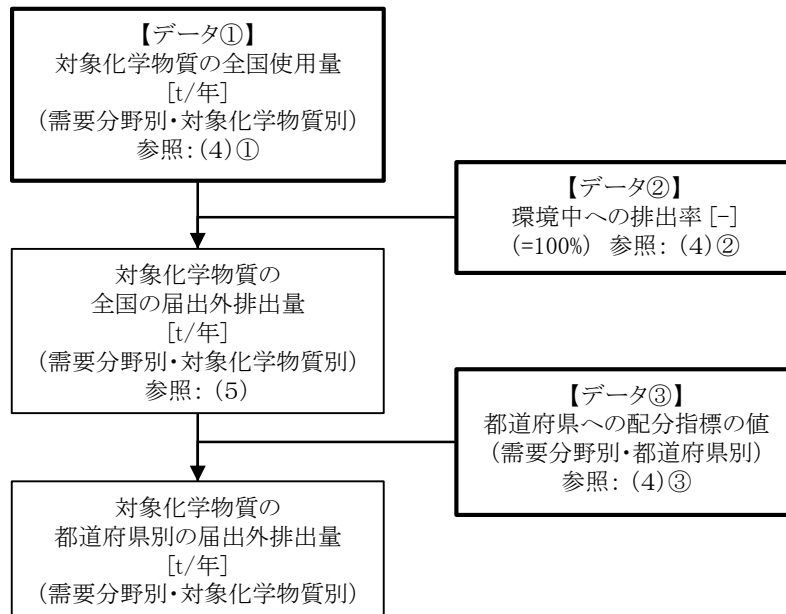 【データ①】
対象化学物質の全国使用量
[t/年]
(需要分野別・対象化学物質別)
参照:(4)①
【データ②】
環境中への排出率 [-]
(=100%) 参照: (4)②
対象化学物質の
全国の届出外排出量
[t/年]
(需要分野別・対象化学物質別)
参照: (5)
【データ③】
都道府県への配分指標の値
(需要分野別・都道府県別)
参照: (4)③
対象化学物質の
都道府県別の届出外排出量
[t/年]
(需要分野別・対象化学物質別)